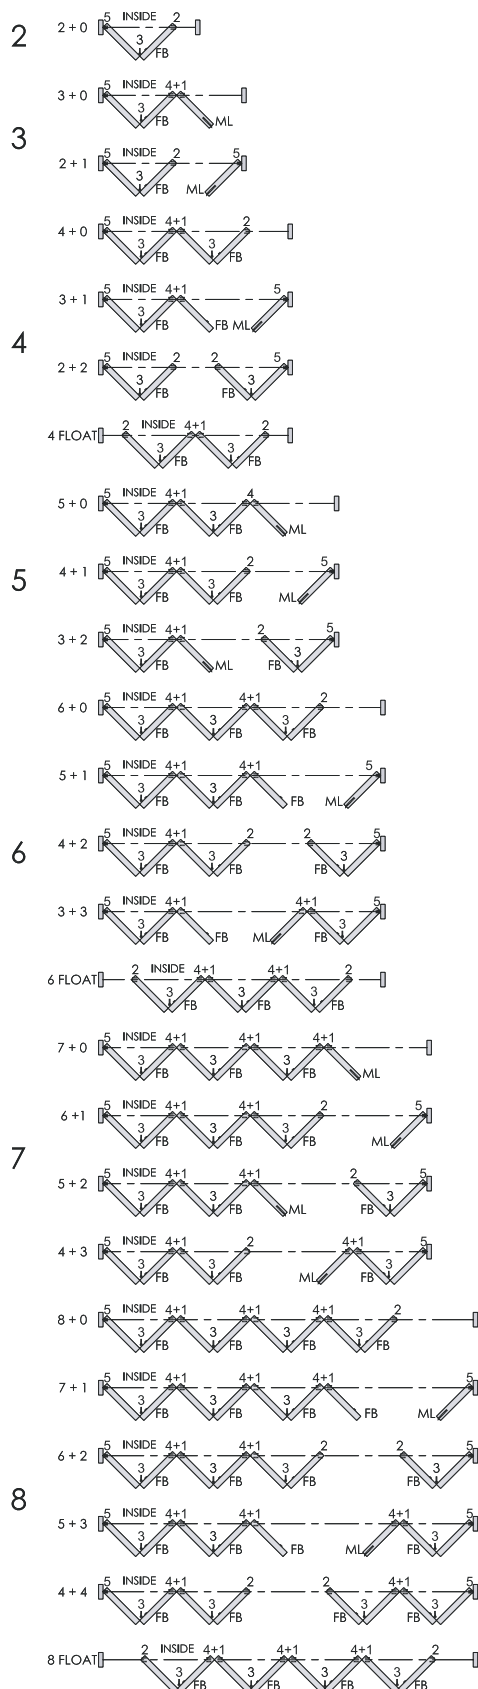 5 INSIDE 2
2 2 + 0
3
FB
5 INSIDE 4+1
3 + 0
3
FB ML
3
5 INSIDE 2 5
2 + 1
3
FB ML
5 INSIDE 4+1 2
4 + 0
3 3
FB FB
5 INSIDE 4+1 5
3 + 1
3
FB FB ML
4
5 INSIDE 2 2 5
2 + 2
3 3
FB FB
2 INSIDE 4+1 2
4 FLOAT
3 3
FB FB
5 INSIDE 4+1 4
5 + 0
3 3
FB FB ML
5 INSIDE 4+1 2 5
5 4 + 1
3 3
FB FB ML
5 INSIDE 4+1 2 5
3 + 2
3 3
FB ML FB
5 INSIDE 4+1 4+1 2
6 + 0
3 3 3
FB FB FB
5 INSIDE 4+1 4+1 5
5 + 1
3 3
FB FB FB ML
5 INSIDE 4+1 2 2 5
6 4 + 2
3 3 3
FB FB FB
5 INSIDE 4+1 4+1 5
3 + 3
3 3
FB FB ML FB
2 INSIDE 4+1 4+1 2
6 FLOAT
3 3 3
FB FB FB
5 INSIDE 4+1 4+1 4+1
7 + 0
3 3 3
FB FB FB ML
5 INSIDE 4+1 4+1 2 5
6 +1
3 3 3
FB FB FB ML
7
5 INSIDE 4+1 4+1 2 5
5 + 2
3 3 3
FB FB ML FB
5 INSIDE 4+1 2 4+1 5
4 + 3
3 3 3
FB FB ML FB
5 INSIDE 4+1 4+1 4+1 2
8 + 0
3 3 3 3
FB FB FB FB
5 INSIDE 4+1 4+1 4+1 5
7 + 1
3 3 3
FB FB FB FB ML
5 INSIDE 4+1 4+1 2 2 5
6 + 2
3 3 3 3
FB FB FB FB
8
5 INSIDE 4+1 4+1 4+1 5
5 + 3
3 3 3
FB FB FB ML FB
5 INSIDE 4+1 2 2 4+1 5
4 + 4
3 3 3 3
FB FB FB FB
2 INSIDE 4+1 4+1 4+1 2
8 FLOAT
3 3 3 3
FB FB FB FB